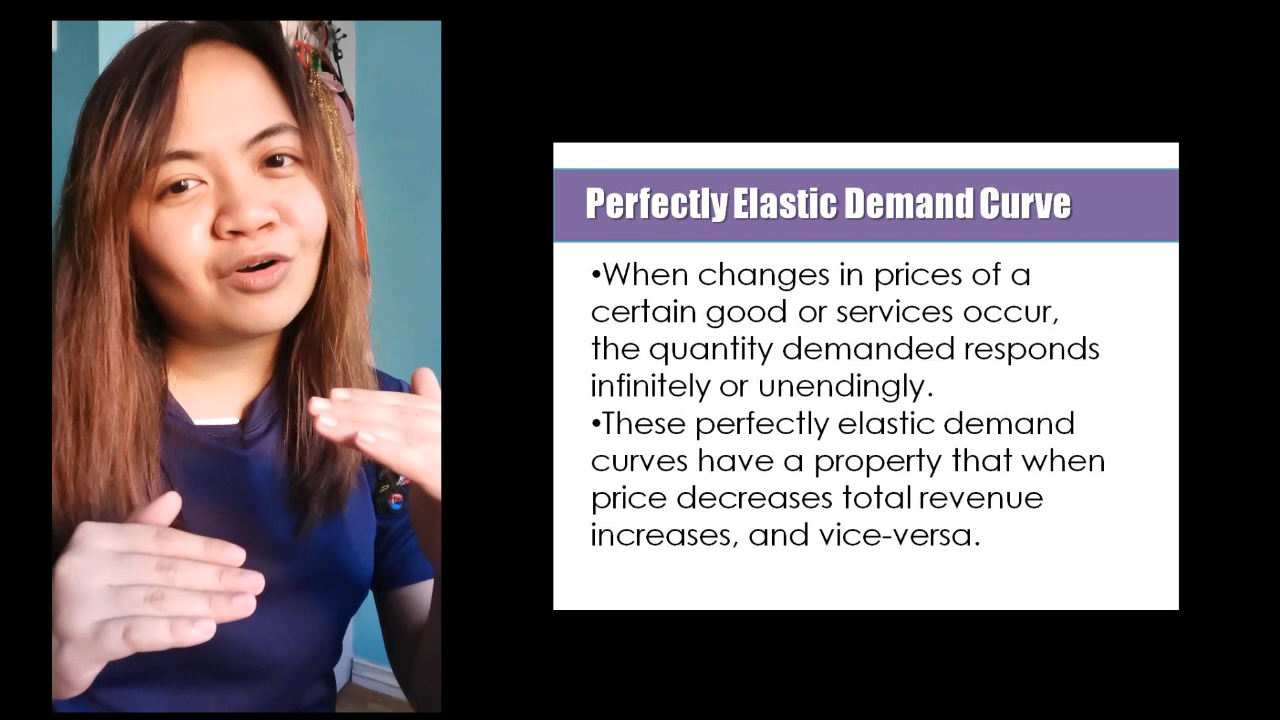 Perfectly Elastic Demand Curve
•When changes in prices of a
certain good or services occur,
the quantity demanded responds
infinitely or unendingly.
•These perfectly elastic demand
curves have a property that when
price decreases total revenue
increases, and vice-versa.